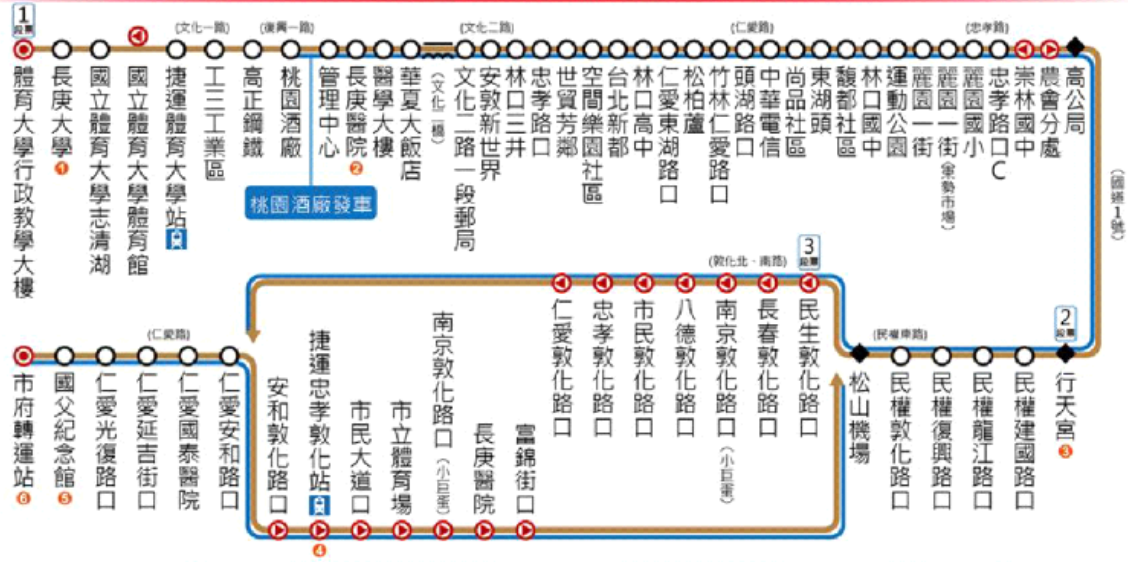 1
段票
(文化一路)
(復興一路)
(文化二路)
(仁愛路)
(忠孝路)
體育大學行政教學大樓
長庚大學
1
國立體育大學志清湖
國立體育大學體育館
捷運體育大學站
工三工業區
高正鋼鐵
桃園酒廠
管理中心
長庚醫院
2
醫學大樓
華夏大飯店
(文化一橋)
文化二路一段郵局
安敦新世界
林口三井
忠孝路口
世貿芳鄰
空間樂園社區
台北新都
林口高中
仁愛東湖路口
松柏蘆
竹林仁愛路口
頭湖路口
中華電信
尚品社區
東湖頭
馥都社區
林口國中
運動公園
麗園一街
麗園一街(東勢市場)
麗園國小
忠孝路口C
崇林國中
農會分處
高公局
桃園酒廠發車
(國道1號)
(敦化北、南路)
3
段票
仁愛敦化路口
忠孝敦化路口
市民敦化路口
八德敦化路口
南京敦化路口(小巨蛋)
長春敦化路口
民生敦化路口
(民權東路)
2
段票
松山機場
民權敦化路口
民權復興路口
民權龍江路口
民權建國路口
行天宮
3
(仁愛路)
市府轉運站
6
國父紀念館
5
仁愛光復路口
仁愛延吉街口
仁愛國泰醫院
仁愛安和路口
安和敦化路口
捷運忠孝敦化站
4
市民大道口
市立體育場
南京敦化路口(小巨蛋)
長庚醫院
富錦街口